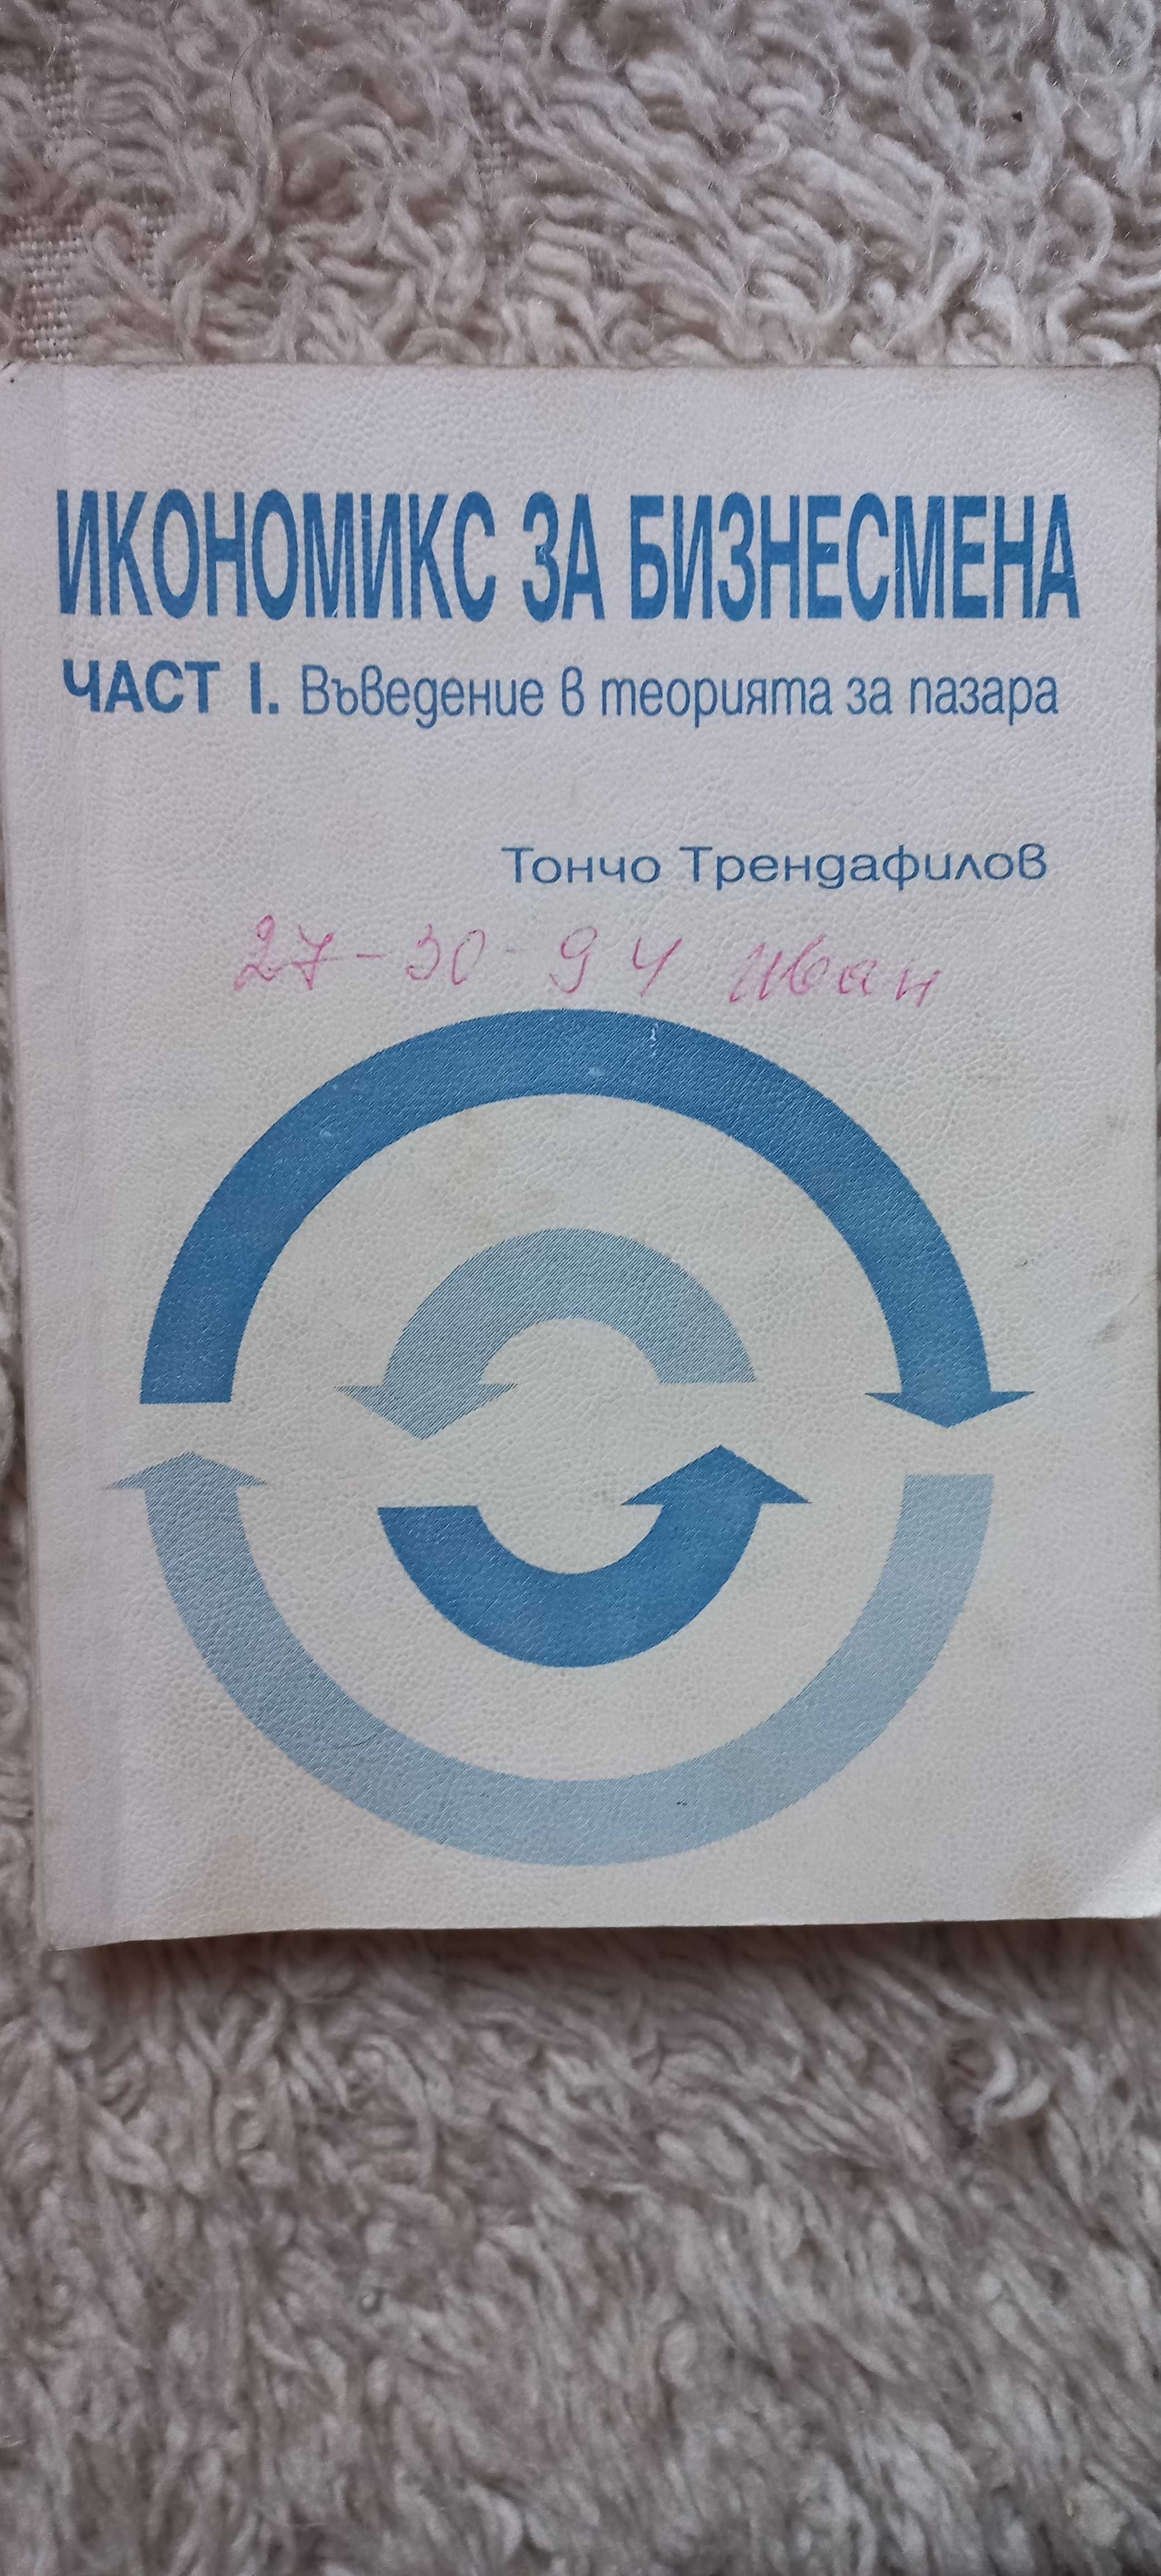 ИКОНОМИКС ЗА БИЗНЕСМЕНА
ЧАСТ I. Въведение в теорията за пазара
Тончо Трендафилов
27-30-94 Иван